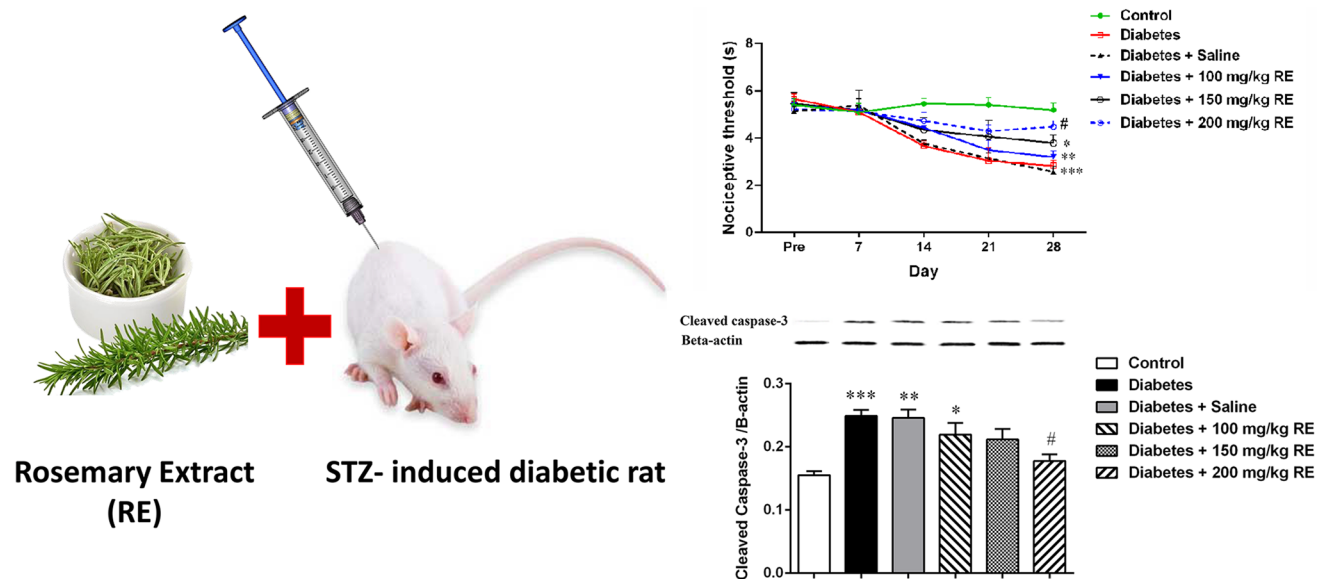 Rosemary Extract
(RE)
STZ- induced diabetic rat
Nociceptive threshold (s)
8
6
4
2
0
Pre
7
14
21
28
Day
#
*
**
***
Control
Diabetes
Diabetes + Saline
Diabetes + 100 mg/kg RE
Diabetes + 150 mg/kg RE
Diabetes + 200 mg/kg RE
Cleaved caspase-3
Beta-actin
Cleaved Caspase-3 /B-actin
0.3
0.2
0.1
0.0
***
**
*
#
Control
Diabetes
Diabetes + Saline
Diabetes + 100 mg/kg RE
Diabetes + 150 mg/kg RE
Diabetes + 200 mg/kg RE